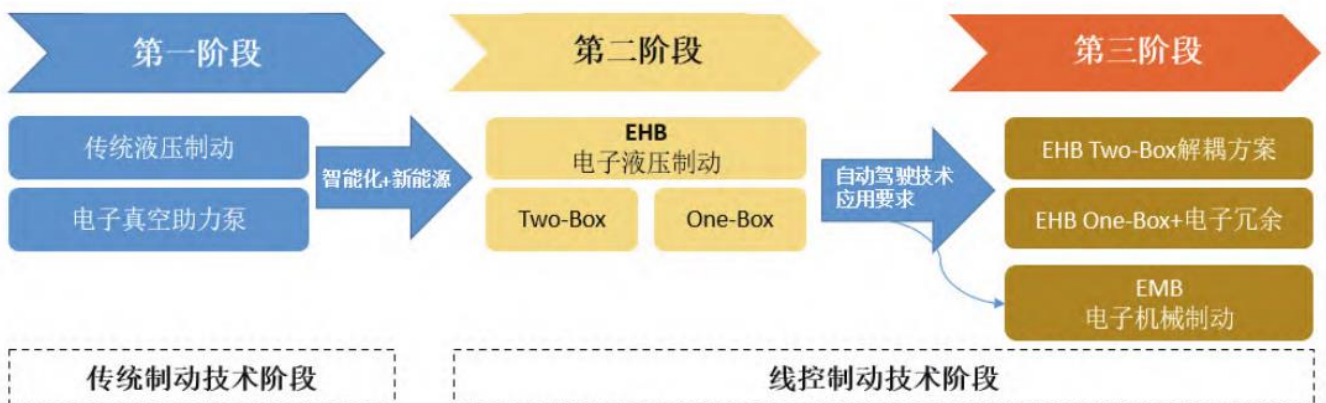 第一阶段
第二阶段
第三阶段
传统液压制动
电子真空助力泵
智能化+新能源
EHB
电子液压制动
Two-Box
One-Box
自动驾驶技术
应用要求
EHB Two-Box解耦方案
EHB One-Box+电子冗余
EMB
电子机械制动
传统制动技术阶段
线控制动技术阶段